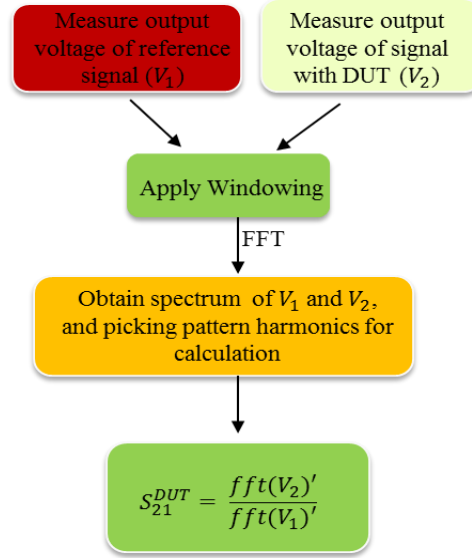 Measure output
voltage of reference
signal (V₁)
Measure output
voltage of signal
with DUT (V₂)
Apply Windowing
FFT
Obtain spectrum of V₁ and V₂,
and picking pattern harmonics for
calculation
S₂₁ᴰᵁᵀ = fft(V₂)′ / fft(V₁)′